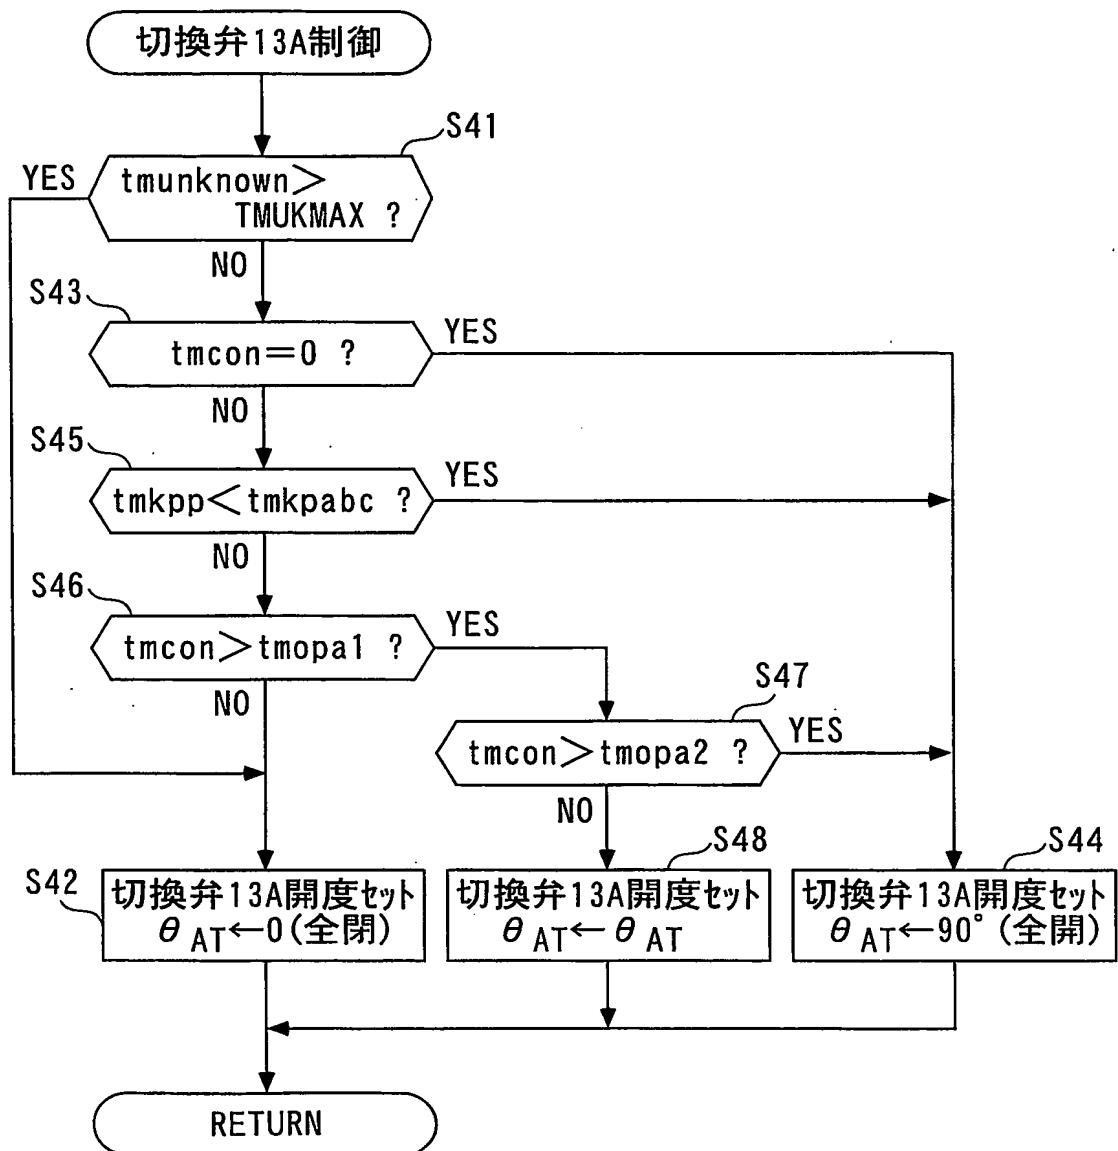 切換弁13A制御
S41
YES
tmunknown>
TMUKMAX ?
NO
S43
YES
tmcon=0 ?
NO
S45
YES
tmkpp<tmkpabc ?
NO
S46
YES
tmcon>tmopa1 ?
NO
S47
YES
tmcon>tmopa2 ?
NO
S42
切換弁13A開度セット
θAT←0(全閉)
S48
切換弁13A開度セット
θAT←θAT
S44
切換弁13A開度セット
θAT←90°(全開)
RETURN